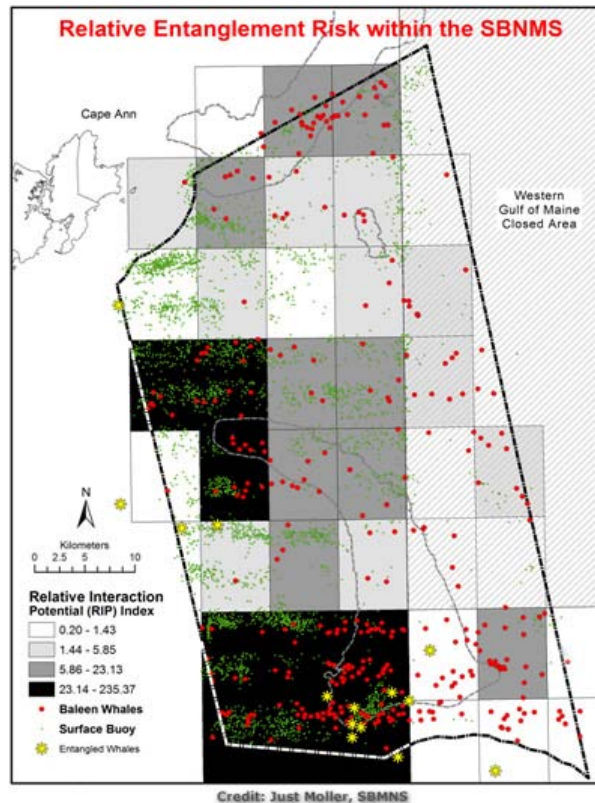 Relative Entanglement Risk within the SBNMS
Cape Ann
Western
Gulf of Maine
Closed Area
N
Kilometers
0 2.5 5 10
Relative Interaction
Potential (RIP) Index
0.20 - 1.43
1.44 - 5.85
5.86 - 23.13
23.14 - 235.37
Baleen Whales
Surface Buoy
Entangled Whales
Credit: Just Moller, SBMNS